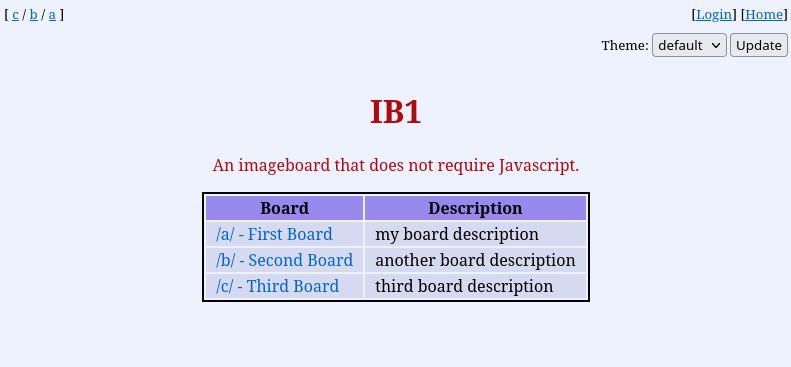 [ c / b / a ] [Login] [Home]
Theme: default Update
IB1
An imageboard that does not require Javascript.
Board Description
/a/ - First Board my board description
/b/ - Second Board another board description
/c/ - Third Board third board description